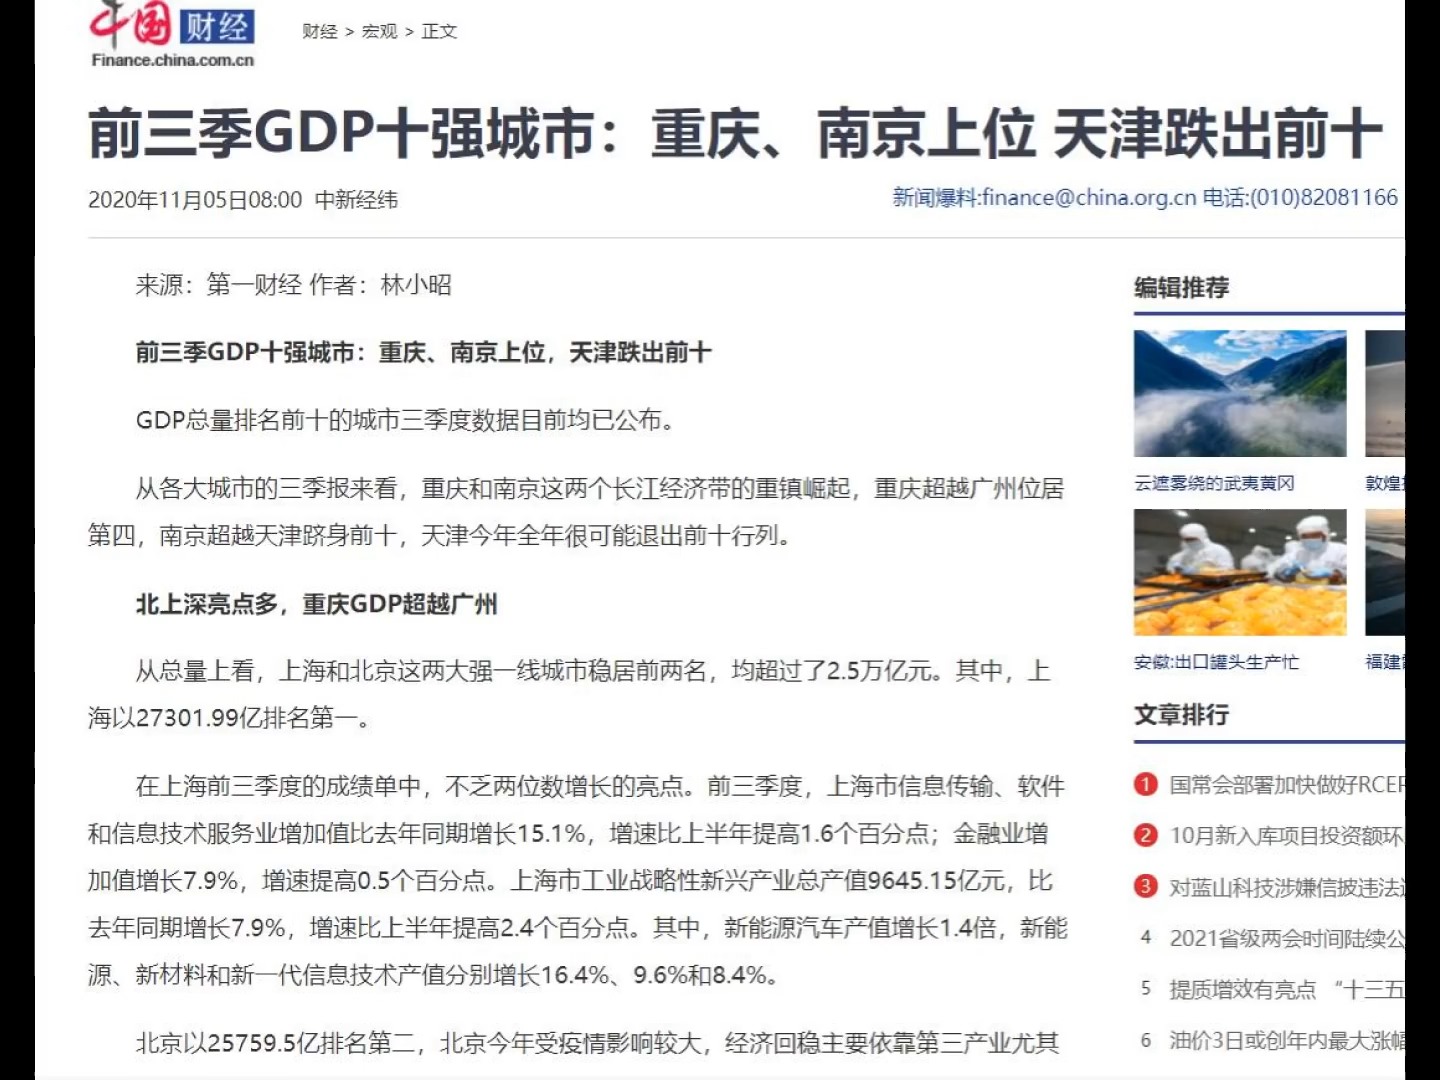 中国财经
Finance.china.com.cn
财经 > 宏观 > 正文
前三季GDP十强城市：重庆、南京上位 天津跌出前十
2020年11月05日08:00 中新经纬
新闻爆料:finance@china.org.cn 电话:(010)82081166
来源：第一财经 作者：林小昭
前三季GDP十强城市：重庆、南京上位，天津跌出前十
GDP总量排名前十的城市三季度数据目前均已公布。
从各大城市的三季报来看，重庆和南京这两个长江经济带的重镇崛起，重庆超越广州位居
第四，南京超越天津跻身前十，天津今年全年很可能退出前十行列。
北上深亮点多，重庆GDP超越广州
从总量上看，上海和北京这两大强一线城市稳居前两名，均超过了2.5万亿元。其中，上
海以27301.99亿排名第一。
在上海前三季度的成绩单中，不乏两位数增长的亮点。前三季度，上海市信息传输、软件
和信息技术服务业增加值比去年同期增长15.1%，增速比上半年提高1.6个百分点；金融业增
加值增长7.9%，增速提高0.5个百分点。上海市工业战略性新兴产业总产值9645.15亿元，比
去年同期增长7.9%，增速比上半年提高2.4个百分点。其中，新能源汽车产值增长1.4倍，新能
源、新材料和新一代信息技术产值分别增长16.4%、9.6%和8.4%。
北京以25759.5亿排名第二，北京今年受疫情影响较大，经济回稳主要依靠第三产业尤其
编辑推荐
云遮雾绕的武夷黄冈
敦煌
安徽:出口罐头生产忙
福建
文章排行
1 国常会部署加快做好RCEP
2 10月新入库项目投资额环
3 对蓝山科技涉嫌信披违法
4 2021省级两会时间陆续公
5 提质增效有亮点 “十三五
6 油价3日或创年内最大涨幅